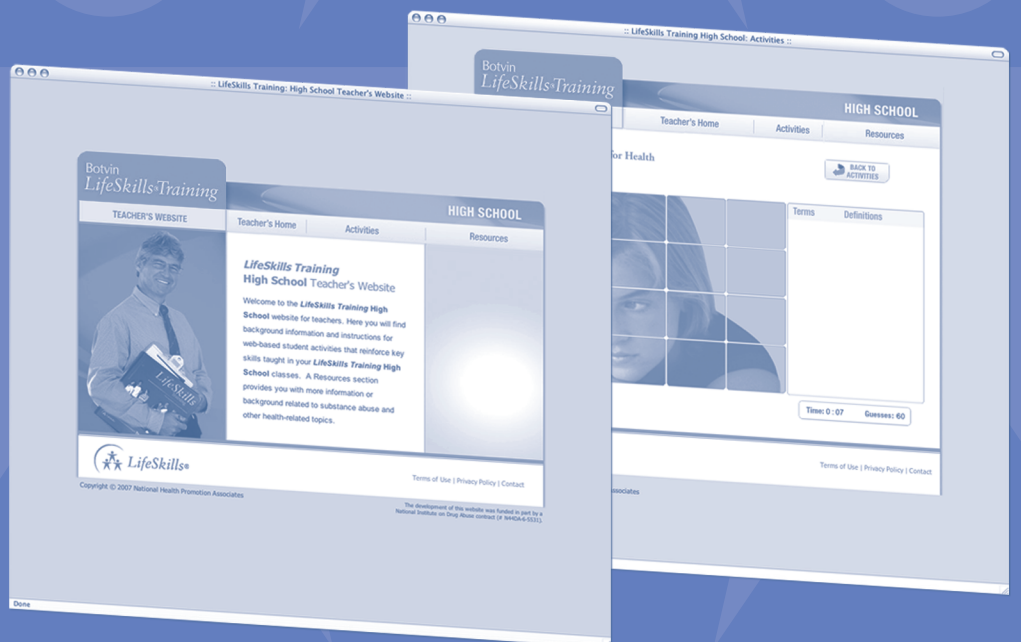 :: LifeSkills Training High School: Activities ::
Botvin
LifeSkills Training
HIGH SCHOOL
Teacher's Home
Activities
Resources
for Health
BACK TO
ACTIVITIES
Terms
Definitions
Time: 0 : 07
Guesses: 60
Terms of Use | Privacy Policy | Contact
:: LifeSkills Training: High School Teacher's Website ::
Botvin
LifeSkills Training
HIGH SCHOOL
TEACHER'S WEBSITE
Teacher's Home
Activities
Resources
LifeSkills Training
High School Teacher's Website
Welcome to the LifeSkills Training High
School website for teachers. Here you will find
background information and instructions for
web-based student activities that reinforce key
skills taught in your LifeSkills Training High
School classes. A Resources section
provides you with more information or
background related to substance abuse and
other health-related topics.
LifeSkills
LifeSkills®
Terms of Use | Privacy Policy | Contact
Copyright © 2007 National Health Promotion Associates
The development of this website was funded in part by a
National Institute on Drug Abuse contract (#
Done